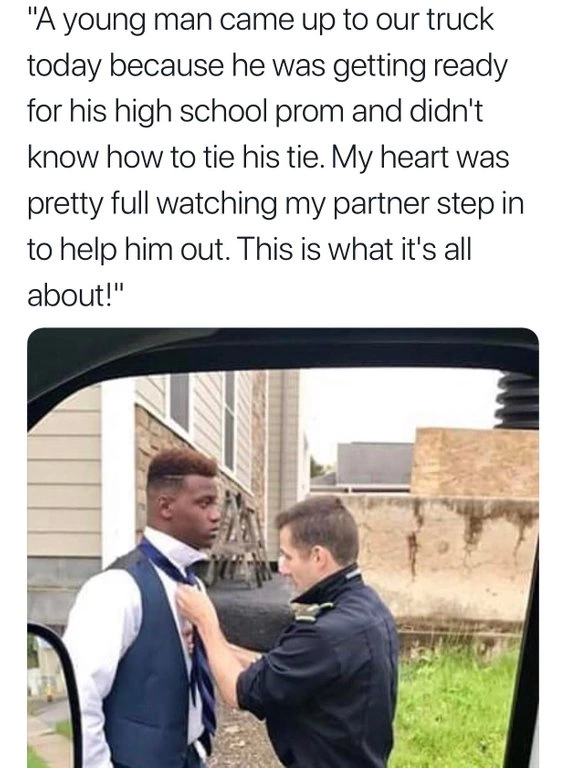 "A young man came up to our truck
today because he was getting ready
for his high school prom and didn't
know how to tie his tie. My heart was
pretty full watching my partner step in
to help him out. This is what it's all
about!"